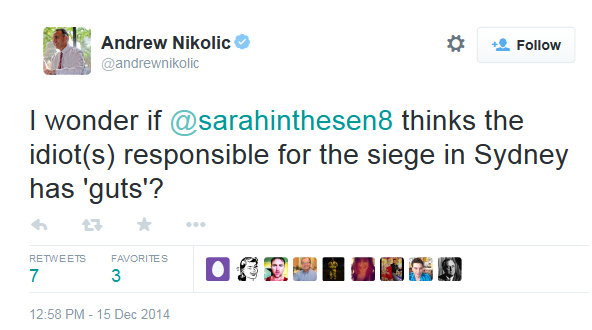 Andrew Nikolic
@andrewnikolic
Follow
I wonder if @sarahinthesen8 thinks the
idiot(s) responsible for the siege in Sydney
has 'guts'?
RETWEETS FAVORITES
7 3
12:58 PM - 15 Dec 2014